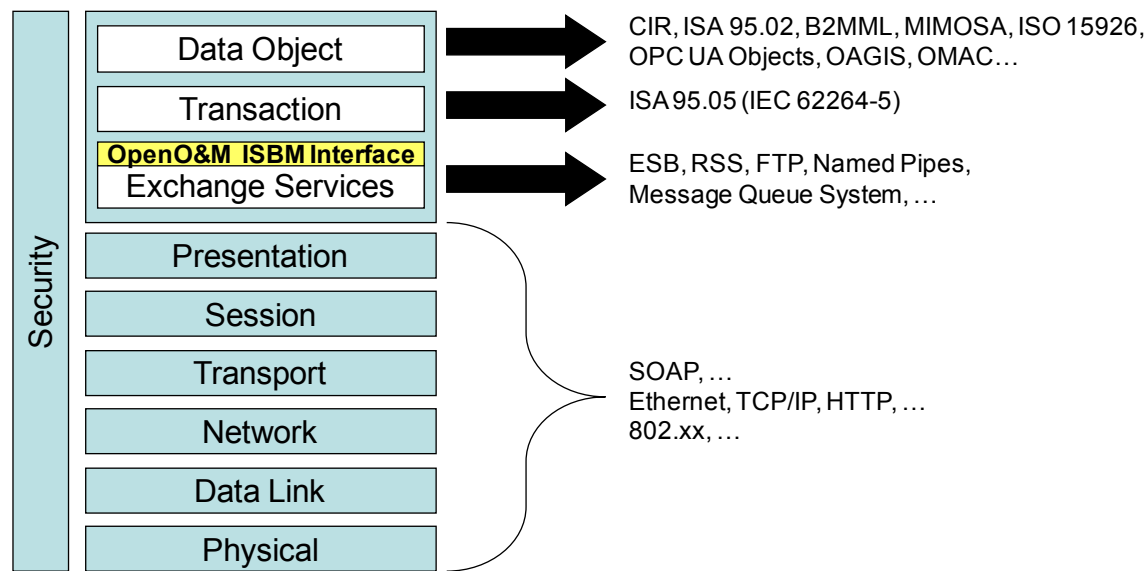 Security
Data Object
CIR, ISA 95.02, B2MML, MIMOSA, ISO 15926,
OPC UA Objects, OAGIS, OMAC…
Transaction
ISA 95.05 (IEC 62264-5)
OpenO&M ISBM Interface
Exchange Services
ESB, RSS, FTP, Named Pipes,
Message Queue System, …
Presentation
Session
Transport
Network
Data Link
Physical
SOAP, …
Ethernet, TCP/IP, HTTP, …
802.xx, …